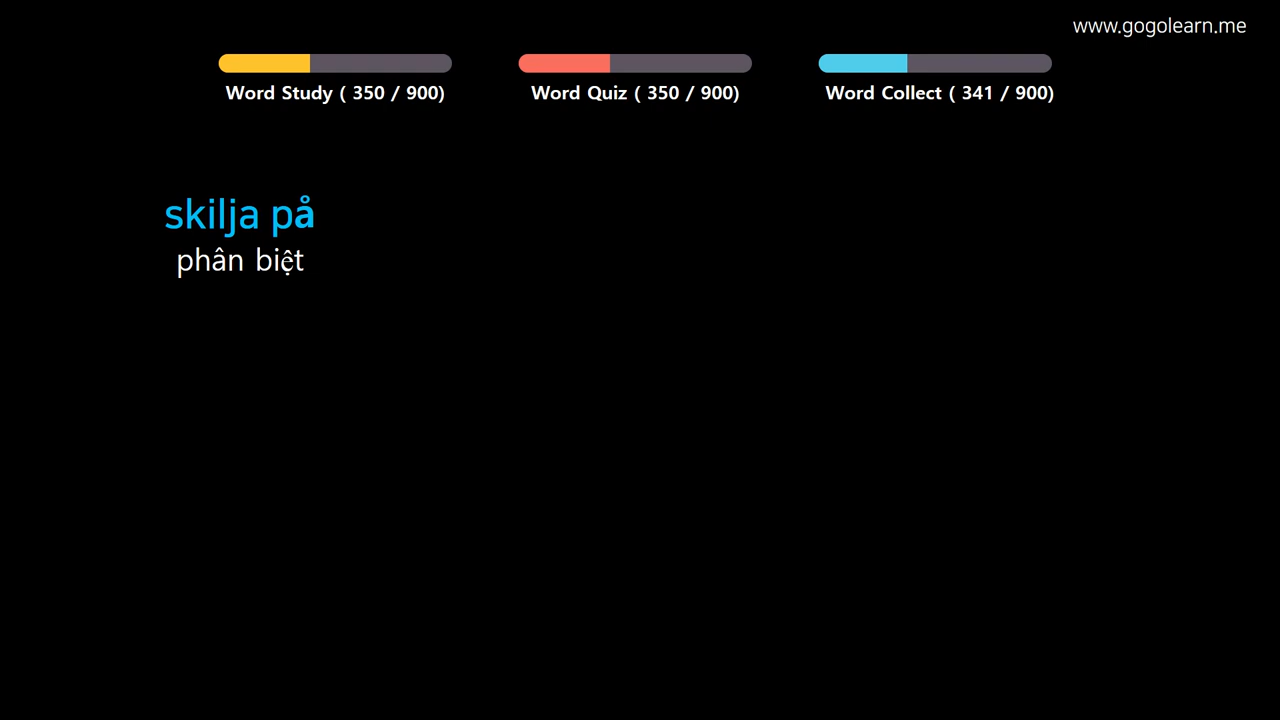 www.gogolearn.me
Word Study ( 350 / 900)
Word Quiz ( 350 / 900)
Word Collect ( 341 / 900)
skilja på
phân biệt